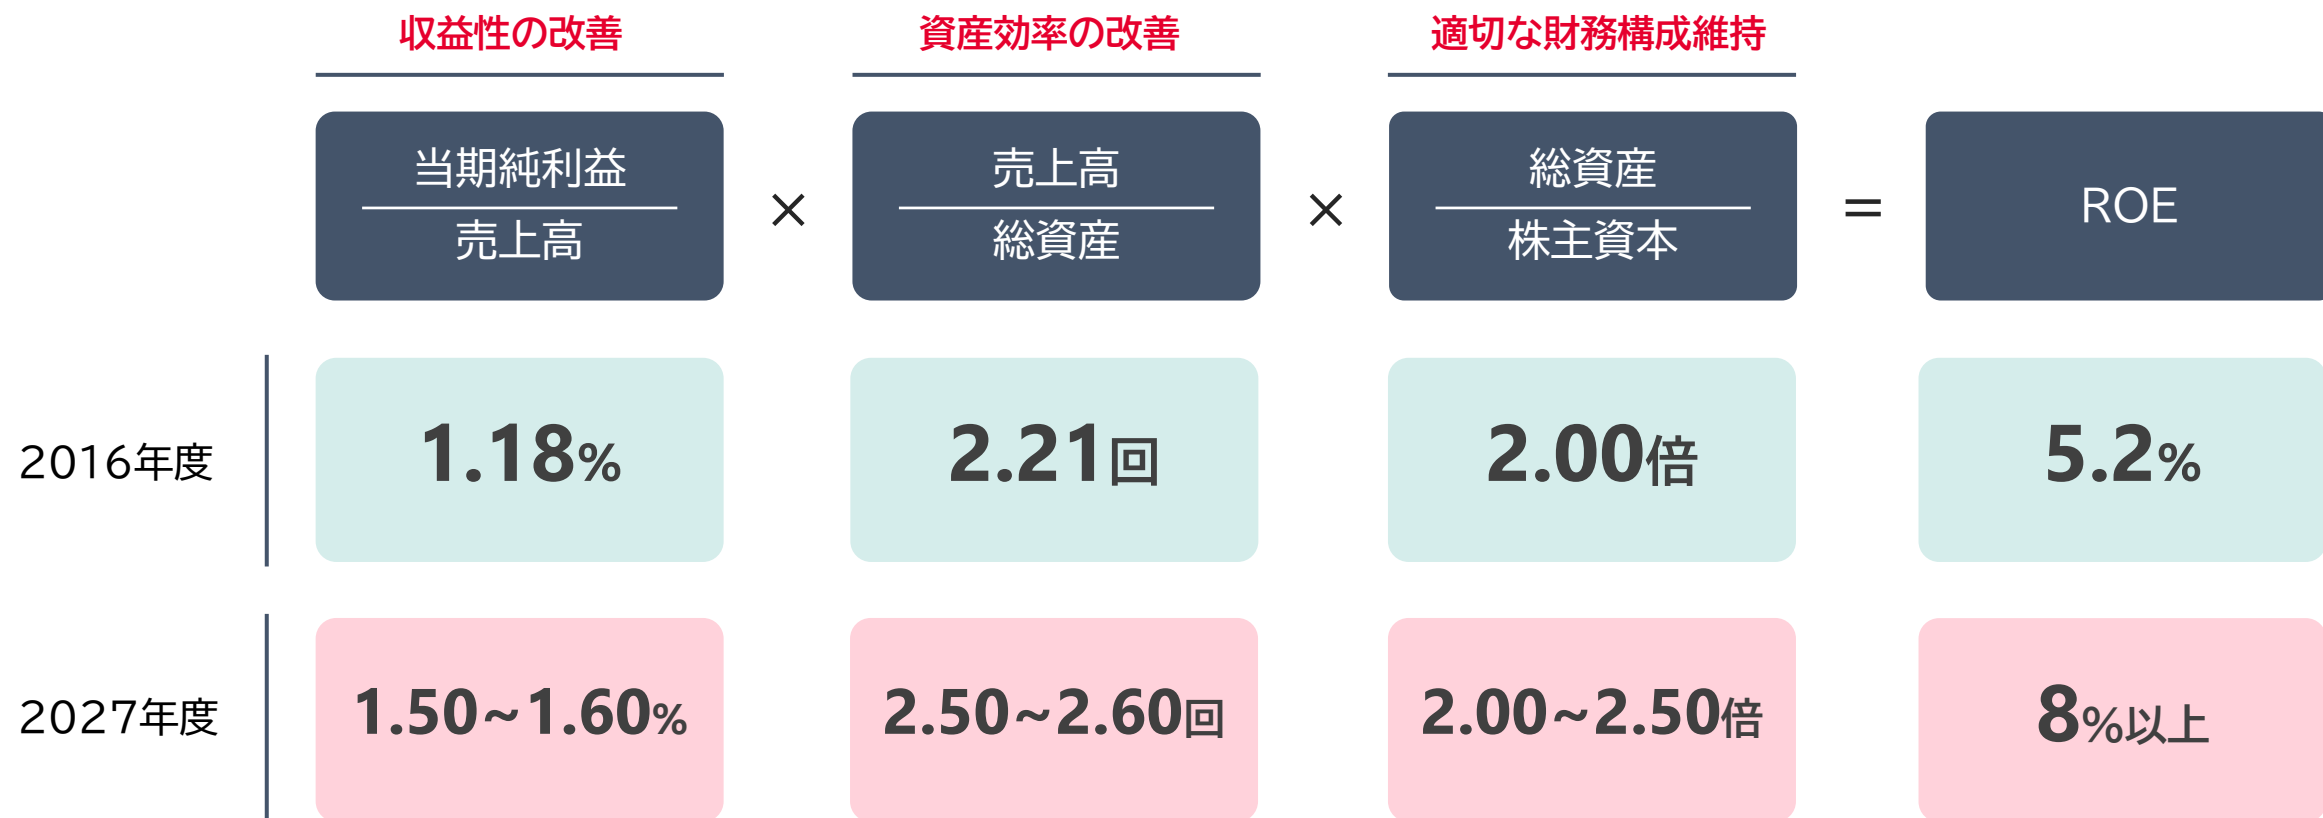 収益性の改善
資産効率の改善
適切な財務構成維持
当期純利益
売上高
×
売上高
総資産
×
総資産
株主資本
=
ROE
2016年度
1.18%
2.21回
2.00倍
5.2%
2027年度
1.50~1.60%
2.50~2.60回
2.00~2.50倍
8%以上